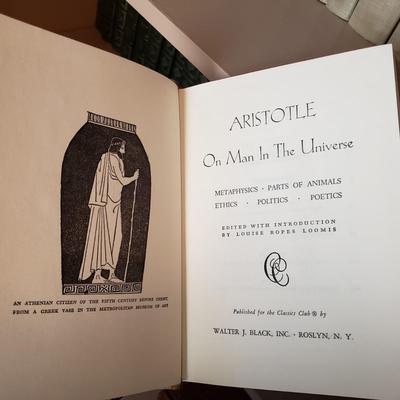 AN ATHENIAN CITIZEN OF THE FIFTH CENTURY BEFORE CHRIST,
FROM A GREEK VASE IN THE METROPOLITAN MUSEUM OF ART
ARISTOTLE
On Man In The Universe
METAPHYSICS · PARTS OF ANIMALS
ETHICS · POLITICS · POETICS
EDITED WITH INTRODUCTION
BY LOUISE ROPES LOOMIS
Published for the Classics Club ® by
WALTER J. BLACK, INC. · ROSLYN, N. Y.